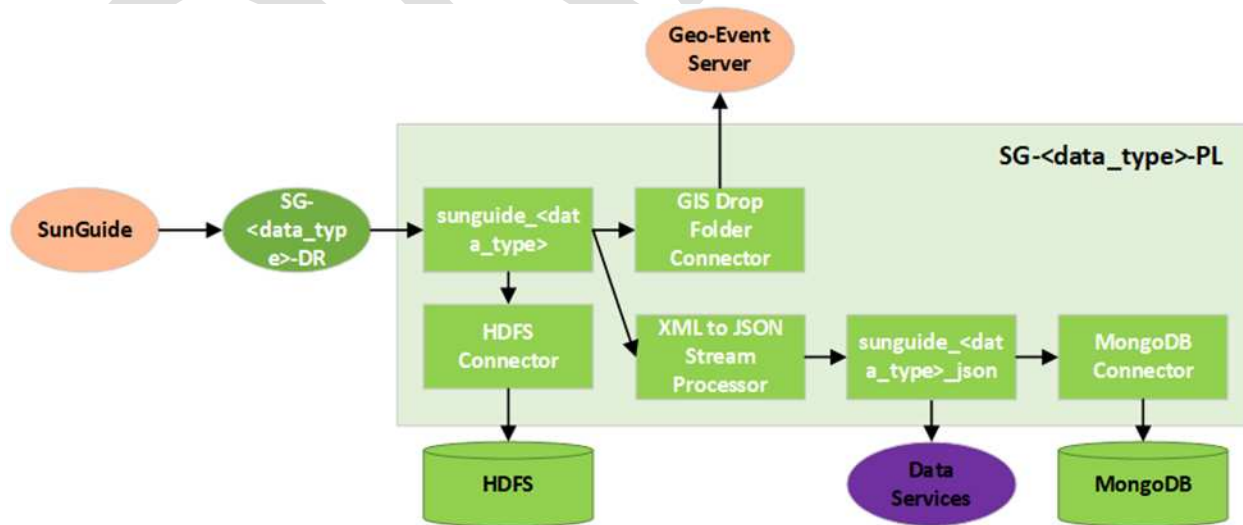 Geo-Event
Server
SG-<data_type>-PL
SunGuide
SG-
<data_typ
e>-DR
sunguide_<dat
a_type>
GIS Drop
Folder
Connector
HDFS
Connector
XML to JSON
Stream
Processor
sunguide_<dat
a_type>_json
MongoDB
Connector
HDFS
Data
Services
MongoDB